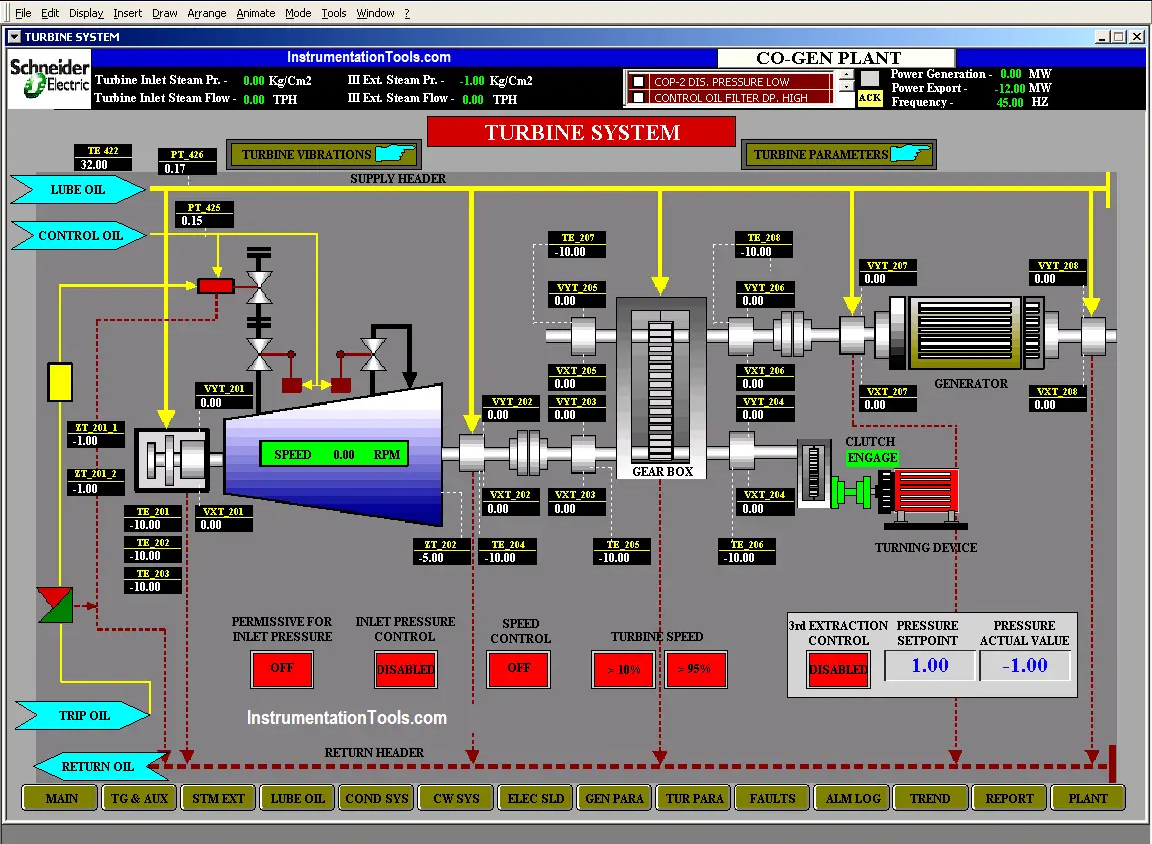 File Edit Display Insert Draw Arrange Animate Mode Tools Window ?
TURBINE SYSTEM
InstrumentationTools.com
CO-GEN PLANT
Schneider
Electric
Turbine Inlet Steam Pr. - 0.00 Kg/Cm2
III Ext. Steam Pr. - -1.00 Kg/Cm2
Turbine Inlet Steam Flow - 0.00 TPH
III Ext. Steam Flow - 0.00 TPH
COP-2 DIS. PRESSURE LOW
CONTROL OIL FILTER DP. HIGH
ACK
Power Generation - 0.00 MW
Power Export - -12.00 MW
Frequency - 45.00 HZ
TURBINE SYSTEM
TURBINE VIBRATIONS
TURBINE PARAMETERS
TE 422
32.00
PT_426
0.17
SUPPLY HEADER
LUBE OIL
PT_425
0.15
CONTROL OIL
TE_207
-10.00
TE_208
-10.00
VYT_207
0.00
VYT_208
0.00
VYT_205
0.00
VYT_206
0.00
VXT_205
0.00
VXT_206
0.00
GENERATOR
VXT_207
0.00
VXT_208
0.00
VYT_201
0.00
VYT_202
0.00
VYT_203
0.00
VYT_204
0.00
ZT_201_1
-1.00
SPEED 0.00 RPM
CLUTCH
ENGAGE
GEAR BOX
ZT_201_2
-1.00
VXT_202
0.00
VXT_203
0.00
VXT_204
0.00
TE_201
-10.00
VXT_201
0.00
TE_202
-10.00
TE_203
-10.00
ZT_202
-5.00
TE_204
-10.00
TE_205
-10.00
TE_206
-10.00
TURNING DEVICE
PERMISSIVE FOR
INLET PRESSURE
OFF
INLET PRESSURE
CONTROL
DISABLED
SPEED
CONTROL
OFF
TURBINE SPEED
> 10%
> 95%
3rd EXTRACTION
CONTROL
DISABLED
PRESSURE
SETPOINT
1.00
PRESSURE
ACTUAL VALUE
-1.00
TRIP OIL
InstrumentationTools.com
RETURN HEADER
RETURN OIL
MAIN TG & AUX STM EXT LUBE OIL COND SYS CW SYS ELEC SLD GEN PARA TUR PARA FAULTS ALM LOG TREND REPORT PLANT